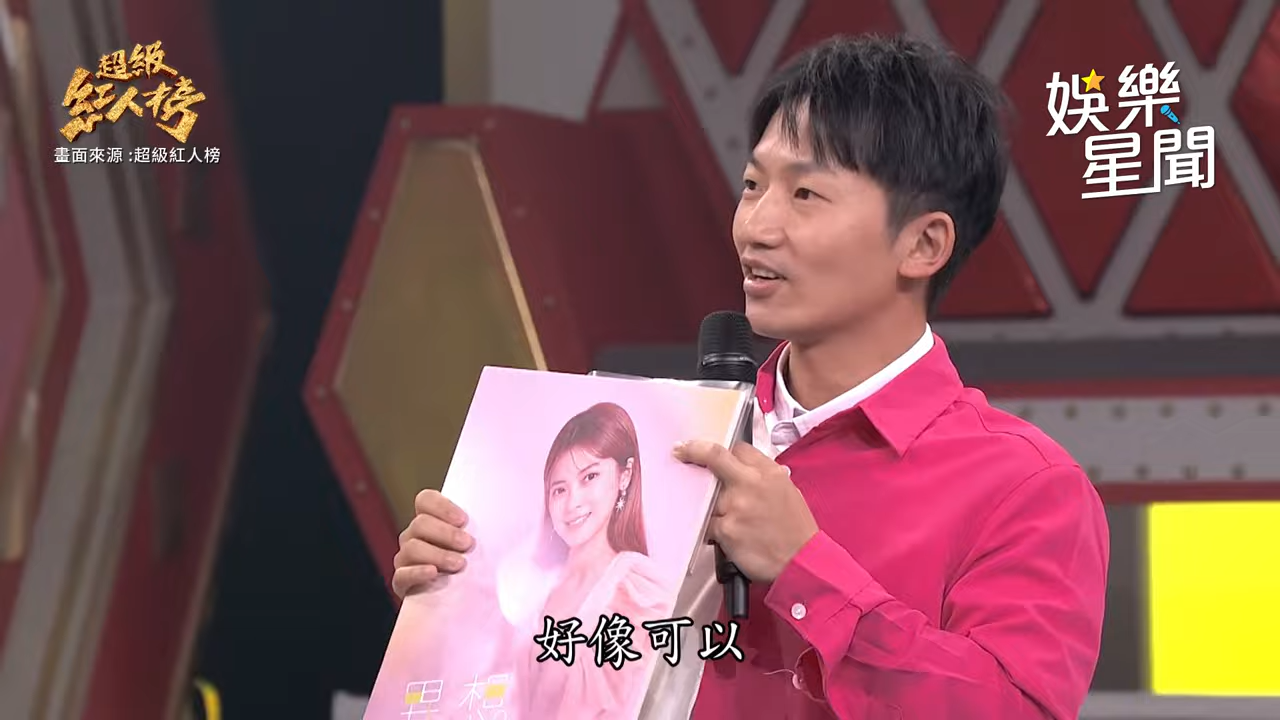 超級
紅人榜
畫面來源 :超級紅人榜
娛樂
星聞
好像可以